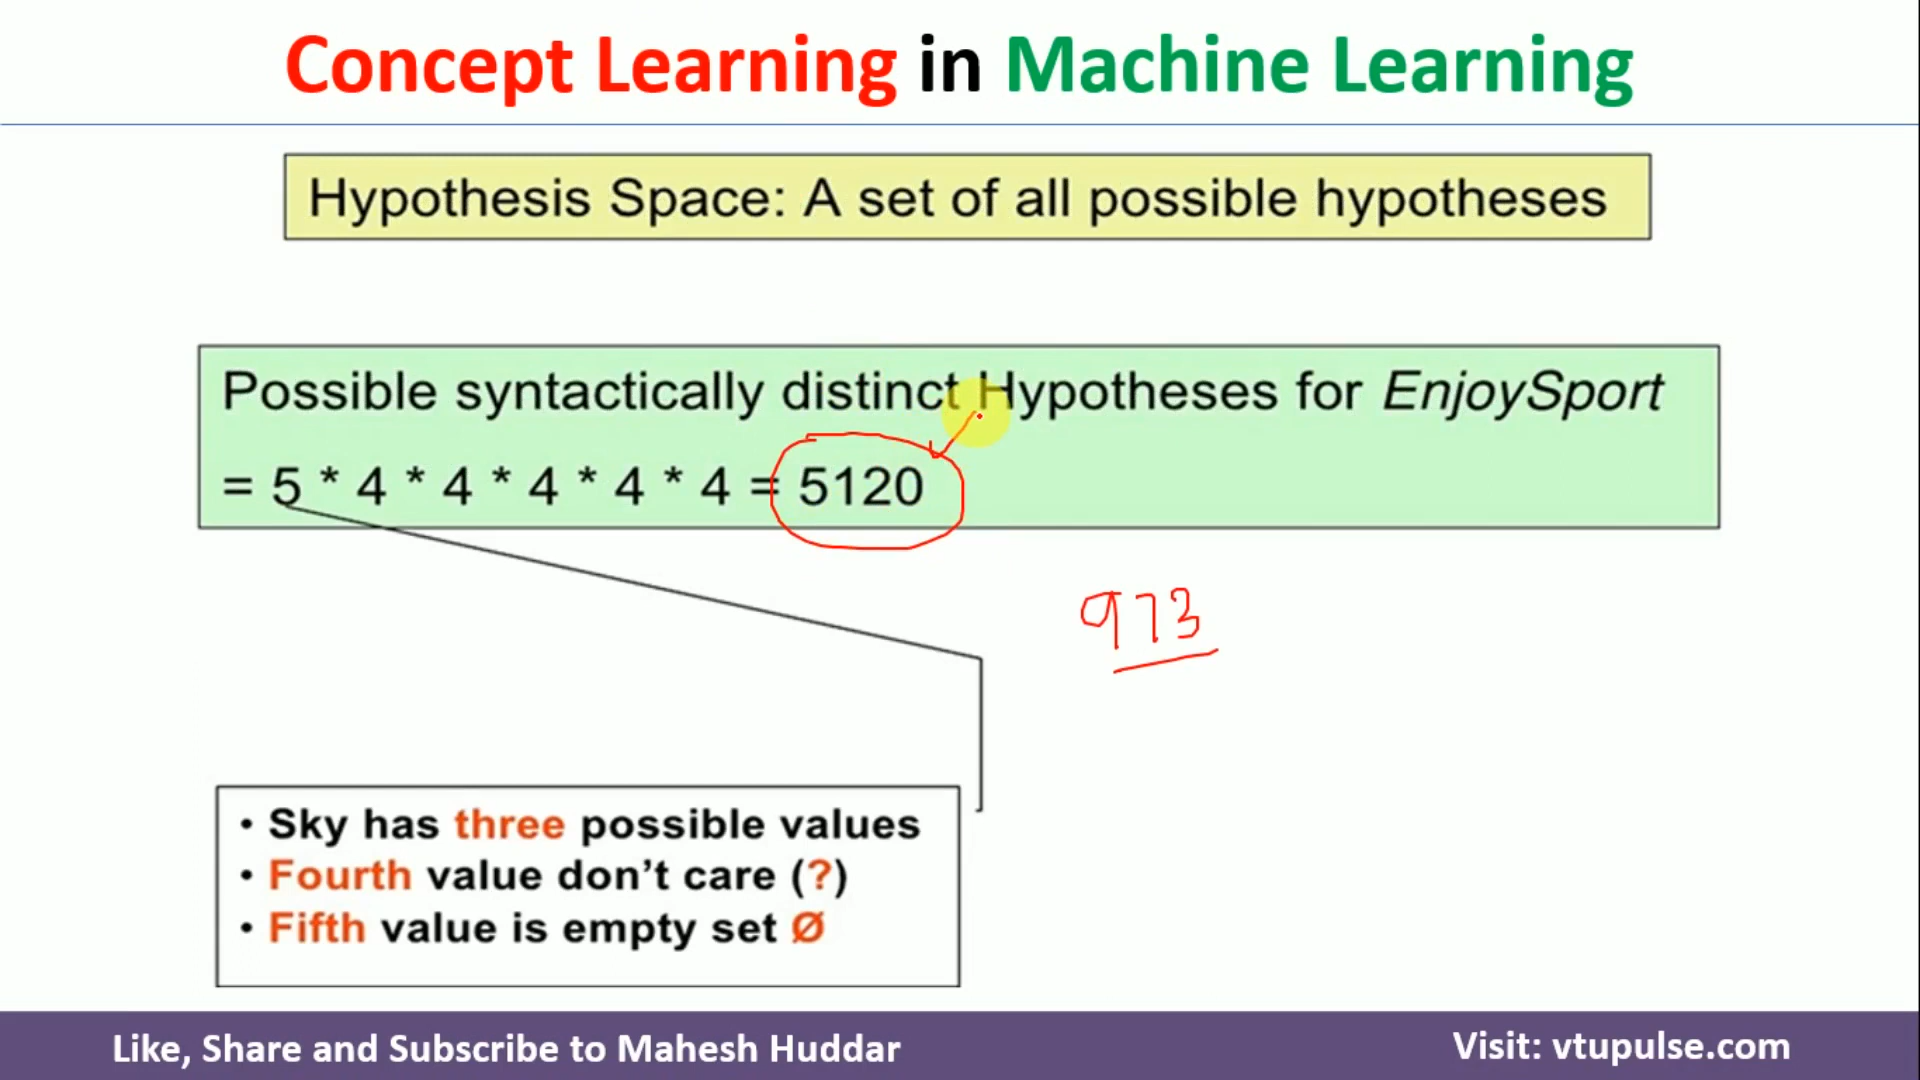 Concept Learning in Machine Learning
Hypothesis Space: A set of all possible hypotheses
Possible syntactically distinct Hypotheses for EnjoySport
= 5 * 4 * 4 * 4 * 4 * 4 = 5120
973
• Sky has three possible values
• Fourth value don’t care (?)
• Fifth value is empty set Ø
Like, Share and Subscribe to Mahesh Huddar
Visit: vtupulse.com